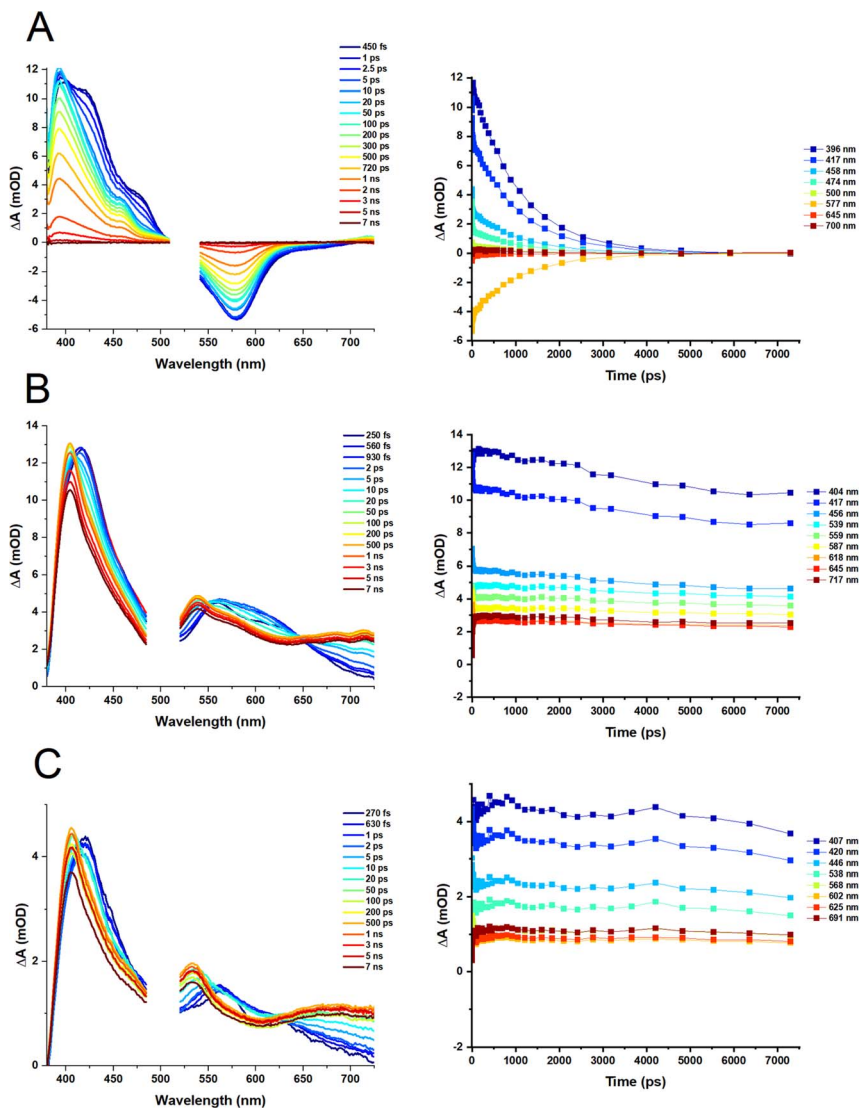 A
ΔA (mOD)
12
10
8
6
4
2
0
-2
-4
-6
400 450 500 550 600 650 700
Wavelength (nm)
450 fs
1 ps
2.5 ps
5 ps
10 ps
20 ps
50 ps
100 ps
200 ps
300 ps
500 ps
720 ps
1 ns
2 ns
3 ns
5 ns
7 ns
ΔA (mOD)
12
10
8
6
4
2
0
-2
-4
-6
0 1000 2000 3000 4000 5000 6000 7000
Time (ps)
396 nm
417 nm
458 nm
474 nm
500 nm
577 nm
645 nm
700 nm
B
ΔA (mOD)
14
12
10
8
6
4
2
0
400 450 500 550 600 650 700
Wavelength (nm)
250 fs
560 fs
930 fs
2 ps
5 ps
10 ps
20 ps
50 ps
100 ps
200 ps
500 ps
1 ns
3 ns
5 ns
7 ns
ΔA (mOD)
14
12
10
8
6
4
2
0
-2
0 1000 2000 3000 4000 5000 6000 7000
Time (ps)
404 nm
417 nm
456 nm
539 nm
559 nm
587 nm
618 nm
645 nm
717 nm
C
ΔA (mOD)
4
2
0
400 450 500 550 600 650 700
Wavelength (nm)
270 fs
630 fs
1 ps
2 ps
5 ps
10 ps
20 ps
50 ps
100 ps
200 ps
500 ps
1 ns
3 ns
5 ns
7 ns
ΔA (mOD)
4
2
0
-2
0 1000 2000 3000 4000 5000 6000 7000
Time (ps)
407 nm
420 nm
446 nm
538 nm
568 nm
602 nm
625 nm
691 nm